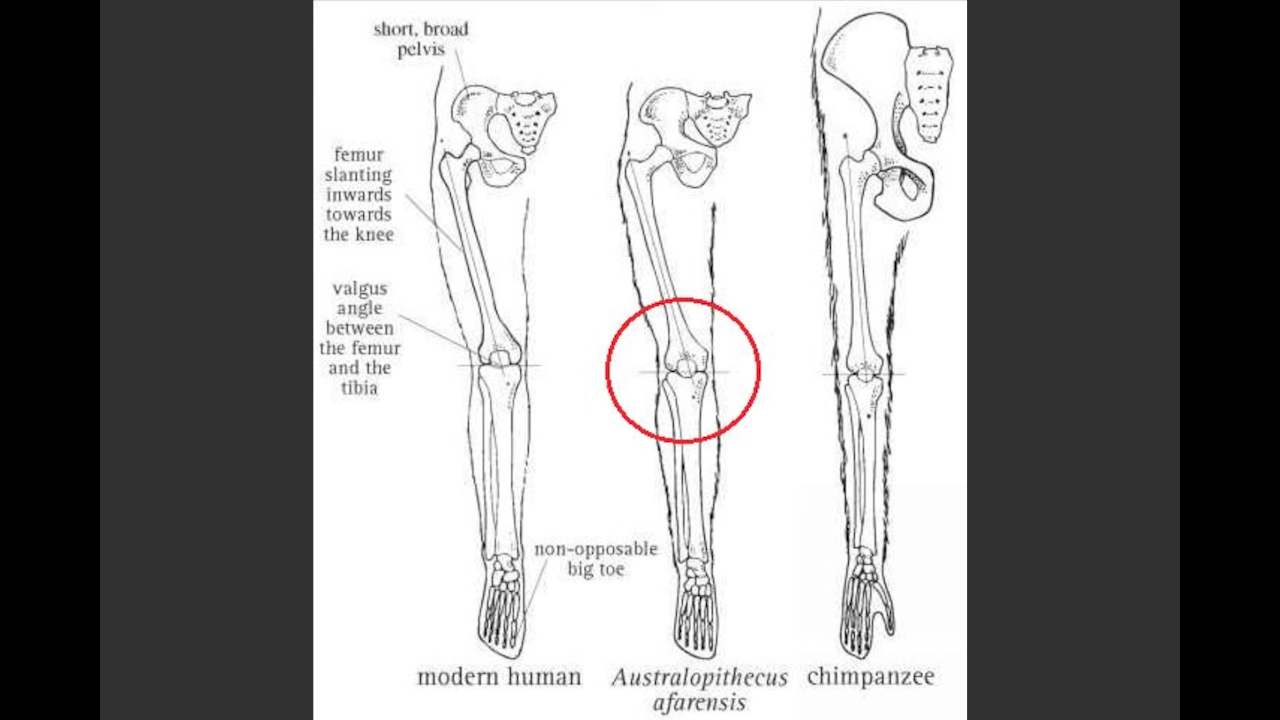 short, broad
pelvis
femur
slanting
inwards
towards
the knee
valgus
angle
between
the femur
and the
tibia
non-opposable
big toe
modern human
Australopithecus
afarensis
chimpanzee